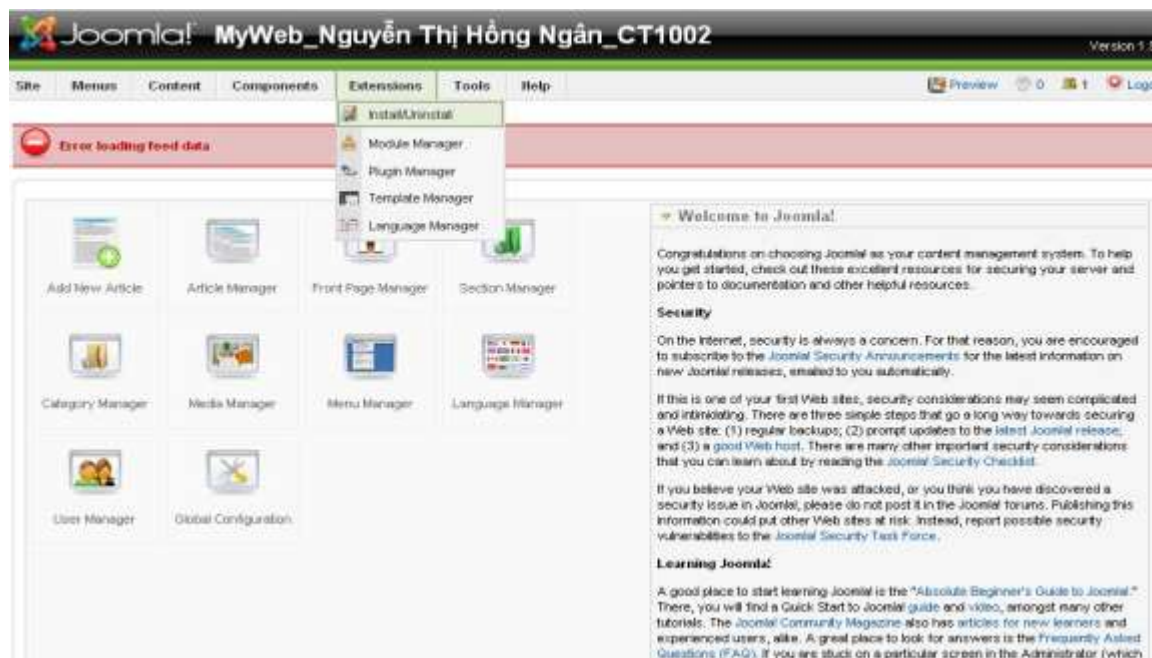 Joomla! MyWeb_Nguyễn Thị Hồng Ngân_CT1002
Version 1.5
Site Menus Content Components Extensions Tools Help Preview 0 1 Logo
Install/Uninstall
Error loading feed data
Module Manager
Plugin Manager
Template Manager
Language Manager
Add New Article Article Manager Front Page Manager Section Manager
Category Manager Media Manager Menu Manager Language Manager
User Manager Global Configuration
Welcome to Joomla!
Congratulations on choosing Joomla! as your content management system. To help
you get started, check out these excellent resources for securing your server and
pointers to documentation and other helpful resources.
Security
On the Internet, security is always a concern. For that reason, you are encouraged
to subscribe to the Joomla! Security Announcements for the latest information on
new Joomla! releases, emailed to you automatically.
If this is one of your first Web sites, security considerations may seem complicated
and intimidating. There are three simple steps that go a long way towards securing
a Web site: (1) regular backups; (2) prompt updates to the latest Joomla! release;
and (3) a good Web host. There are many other important security considerations
that you can learn about by reading the Joomla! Security Checklist.
If you believe your Web site was attacked, or you think you have discovered a
security issue in Joomla!, please do not post it in the Joomla! forums. Publishing this
information could put other Web sites at risk. Instead, report possible security
vulnerabilities to the Joomla! Security Task Force.
Learning Joomla!
A good place to start learning Joomla! is the "Absolute Beginner's Guide to Joomla!."
There, you will find a Quick Start to Joomla! guide and video, amongst many other
tutorials. The Joomla! Community Magazine also has articles for new learners and
experienced users, alike. A great place to look for answers is the Frequently Asked
Questions (FAQ). If you are stuck on a particular screen in the Administrator (which